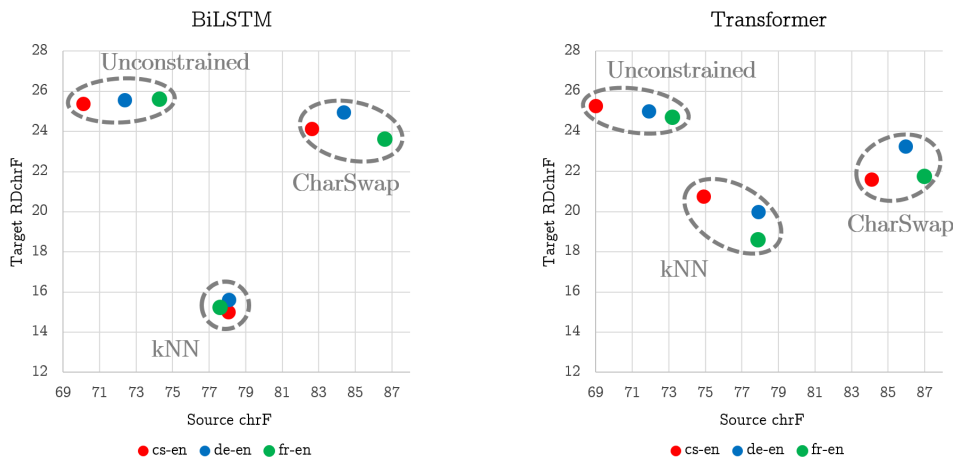 BiLSTM
28
26
24
22
20
18
16
14
12
Target RDchrF
Unconstrained
CharSwap
kNN
69 71 73 75 77 79 81 83 85 87
Source chrF
cs-en de-en fr-en
Transformer
28
26
24
22
20
18
16
14
12
Target RDchrF
Unconstrained
CharSwap
kNN
69 71 73 75 77 79 81 83 85 87
Source chrF
cs-en de-en fr-en